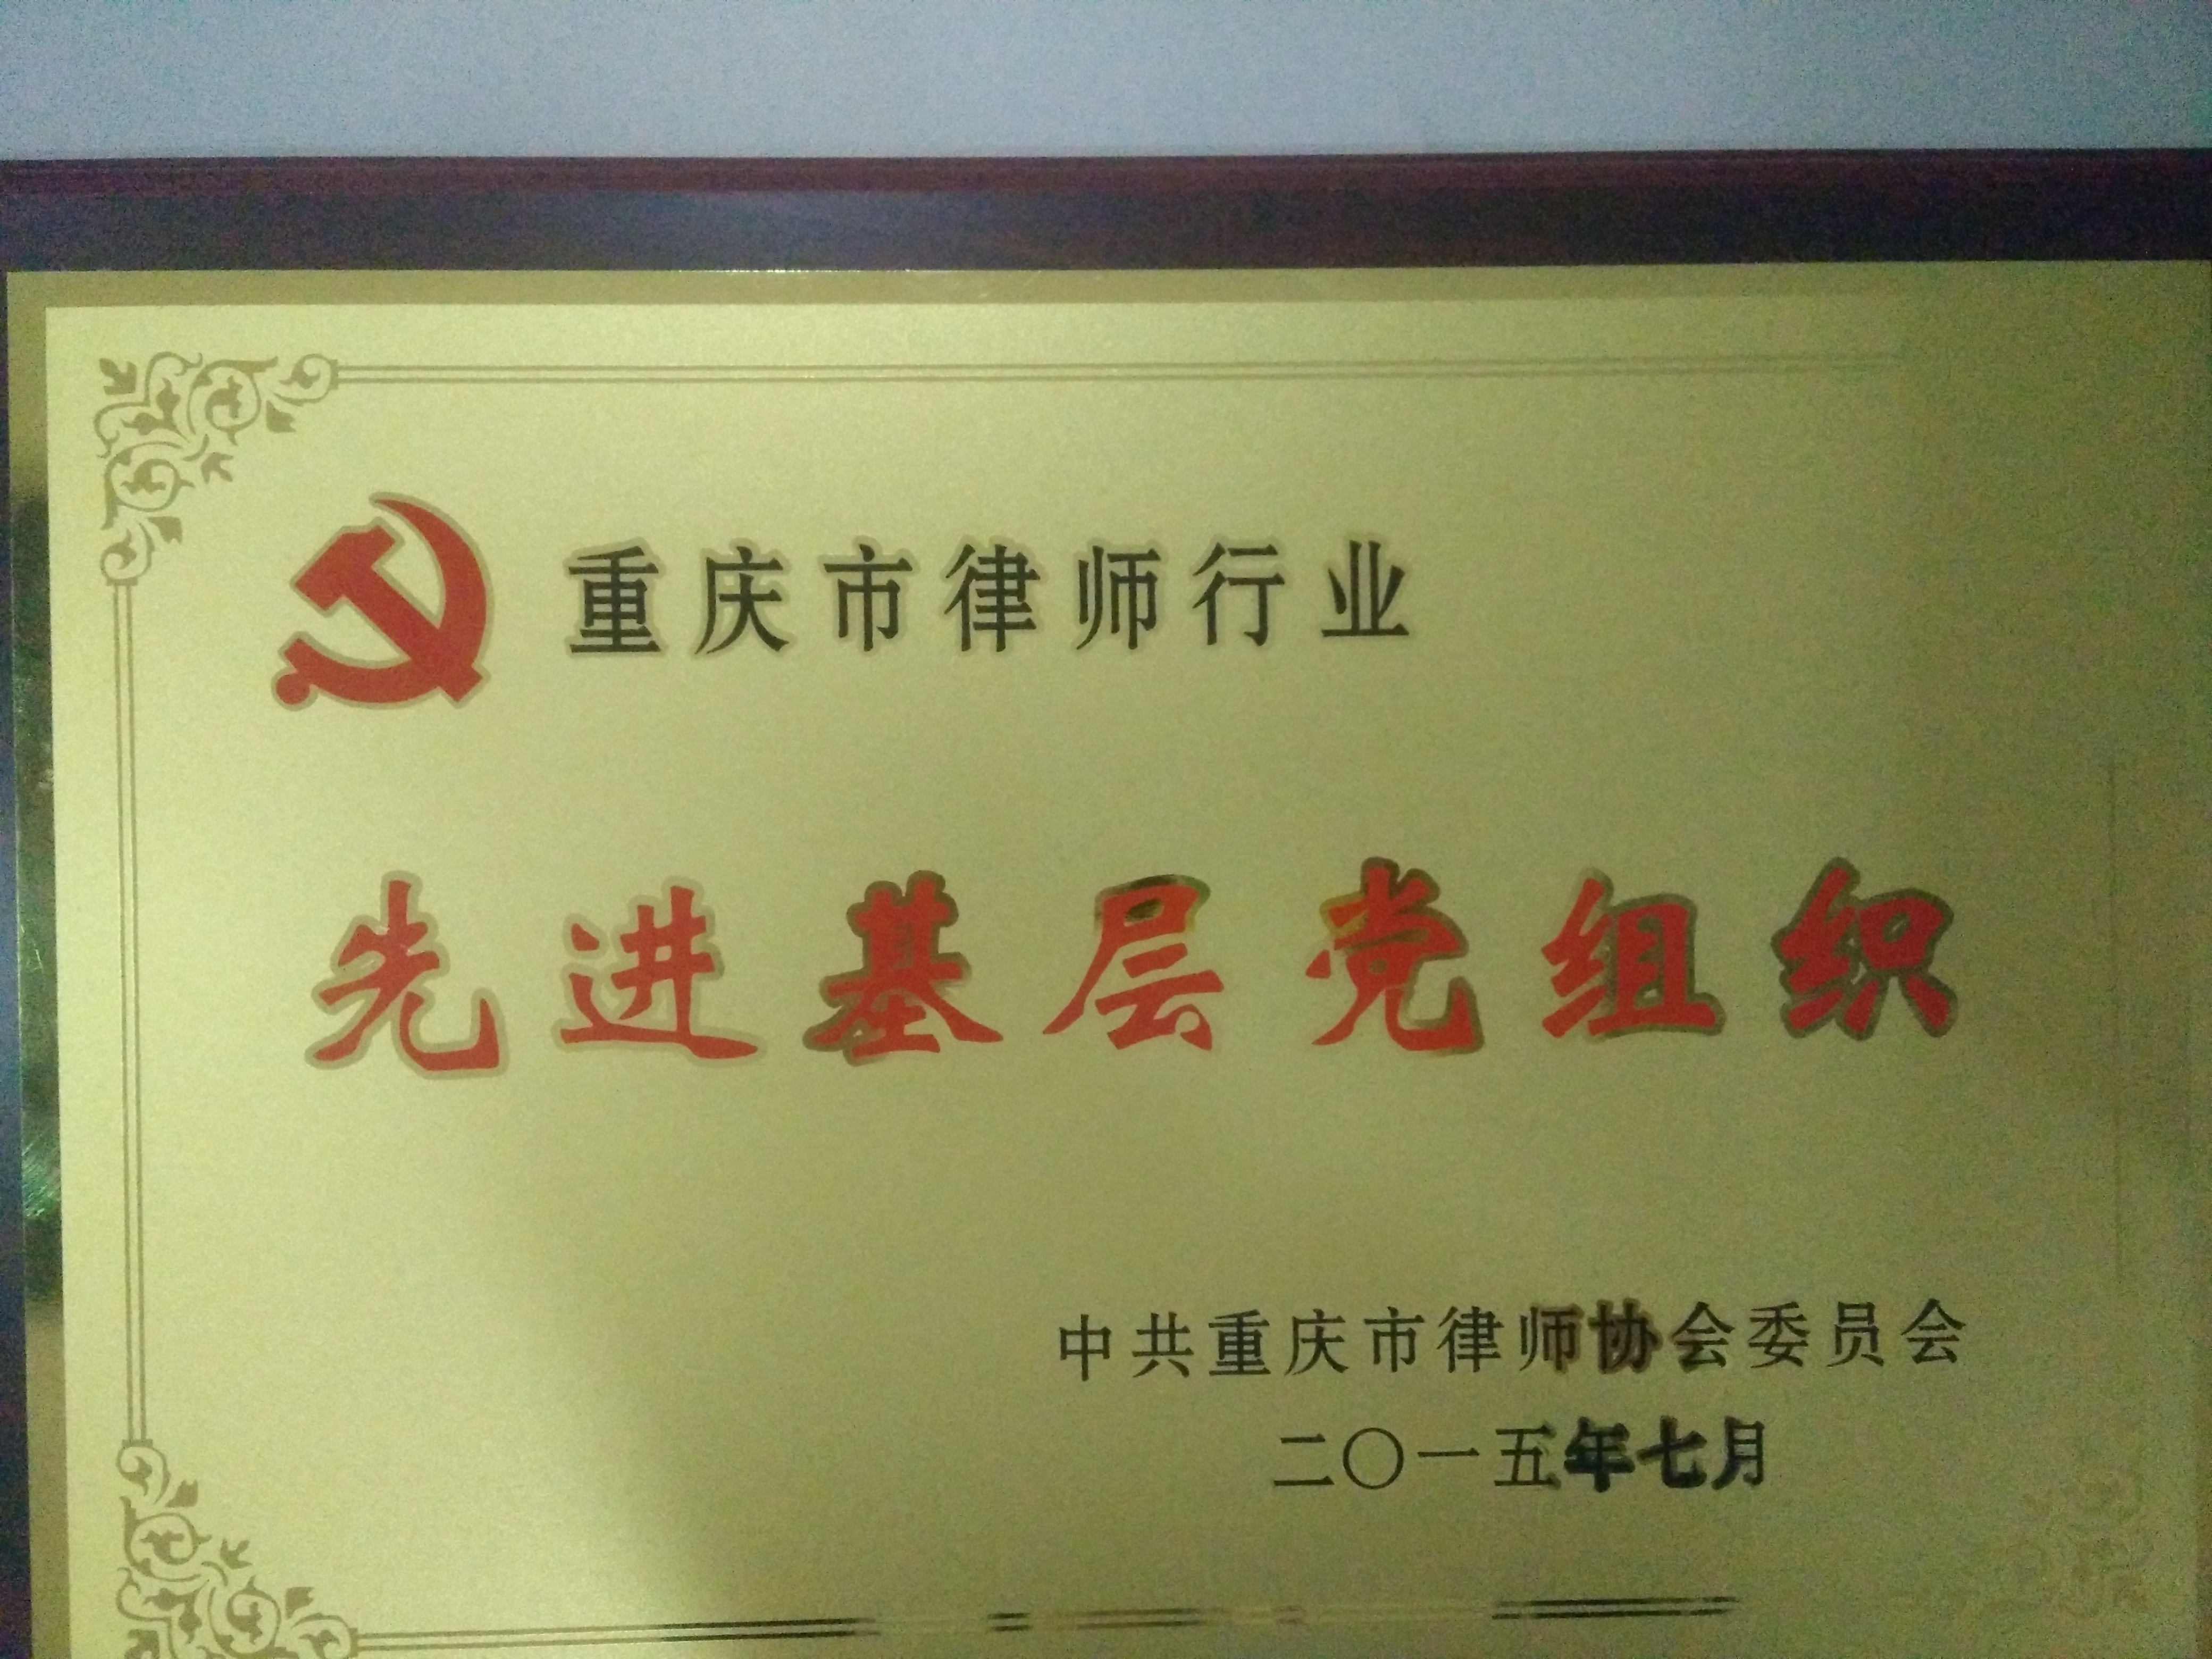 重庆市律师行业
先进基层党组织
中共重庆市律师协会委员会
二〇一五年七月